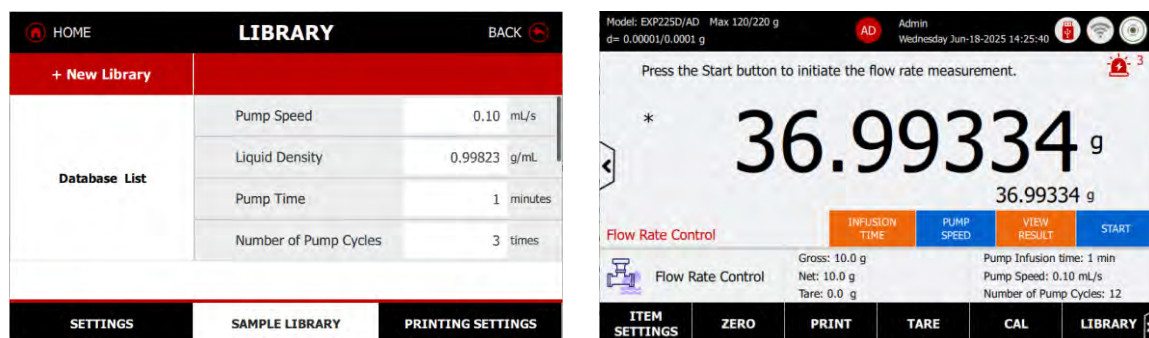 HOME LIBRARY BACK
+ New Library
Database List
Pump Speed 0.10 mL/s
Liquid Density 0.99823 g/mL
Pump Time 1 minutes
Number of Pump Cycles 3 times
SETTINGS SAMPLE LIBRARY PRINTING SETTINGS
Model: EXP225D/AD Max 120/220 g
d= 0.00001/0.0001 g
AD
Admin
Wednesday Jun-18-2025 14:25:40
Press the Start button to initiate the flow rate measurement.
3
* 36.99334 g
36.99334 g
Flow Rate Control
INFUSION TIME
PUMP SPEED
VIEW RESULT
START
Flow Rate Control
Gross: 10.0 g
Net: 10.0 g
Tare: 0.0 g
Pump Infusion time: 1 min
Pump Speed: 0.10 mL/s
Number of Pump Cycles: 12
ITEM SETTINGS
ZERO
PRINT
TARE
CAL
LIBRARY